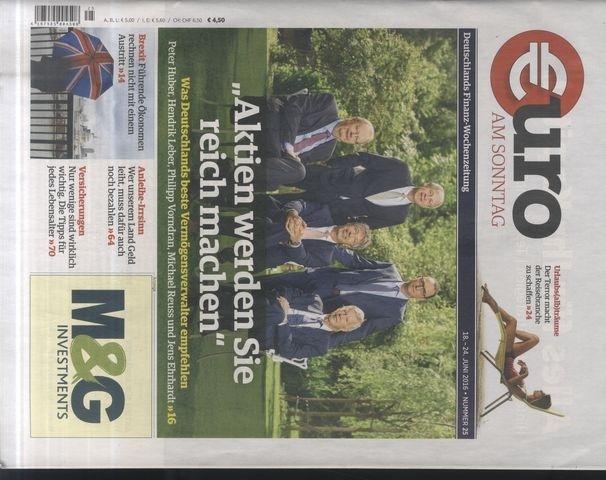 €uro
AM SONNTAG
Urlaubs(alb)träume
Der Terror macht
der Reisebranche
zu schaffen »24
Deutschlands Finanz-Wochenzeitung
18. – 24. JUNI 2016 • NUMMER 25
„Aktien werden Sie
reich machen“
Was Deutschlands beste Vermögensverwalter empfehlen
Peter Huber, Hendrik Leber, Philipp Vorndran, Michael Reuss und Jens Ehrhardt »16
Brexit Führende Ökonomen
rechnen nicht mit einem
Austritt »14
Anleihe-Irrsinn
Wer unserem Land Geld
leiht, muss dafür auch
noch bezahlen »64
Versicherungen
Nur wenige sind wirklich
wichtig. Die Tipps für
jedes Lebensalter »70
M&G
INVESTMENTS
A, B, L: € 5,00 / I, E: € 5,60 / CH: CHF 6,50 € 4,50